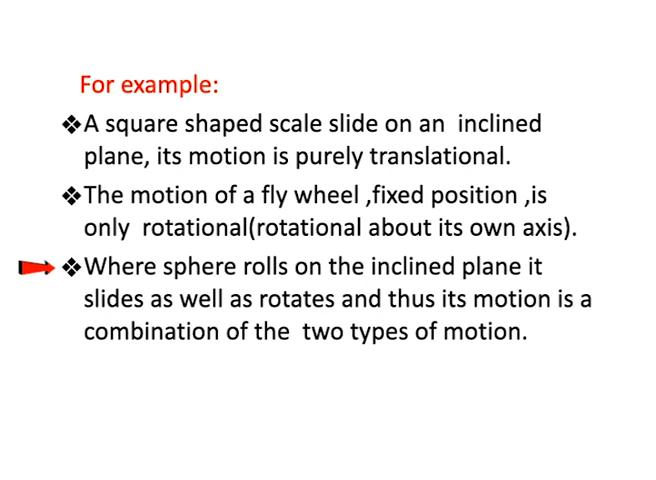 For example:
❖A square shaped scale slide on an  inclined
plane, its motion is purely translational.
❖The motion of a fly wheel ,fixed position ,is
only  rotational(rotational about its own axis).
❖Where sphere rolls on the inclined plane it
slides as well as rotates and thus its motion is a
combination of the  two types of motion.